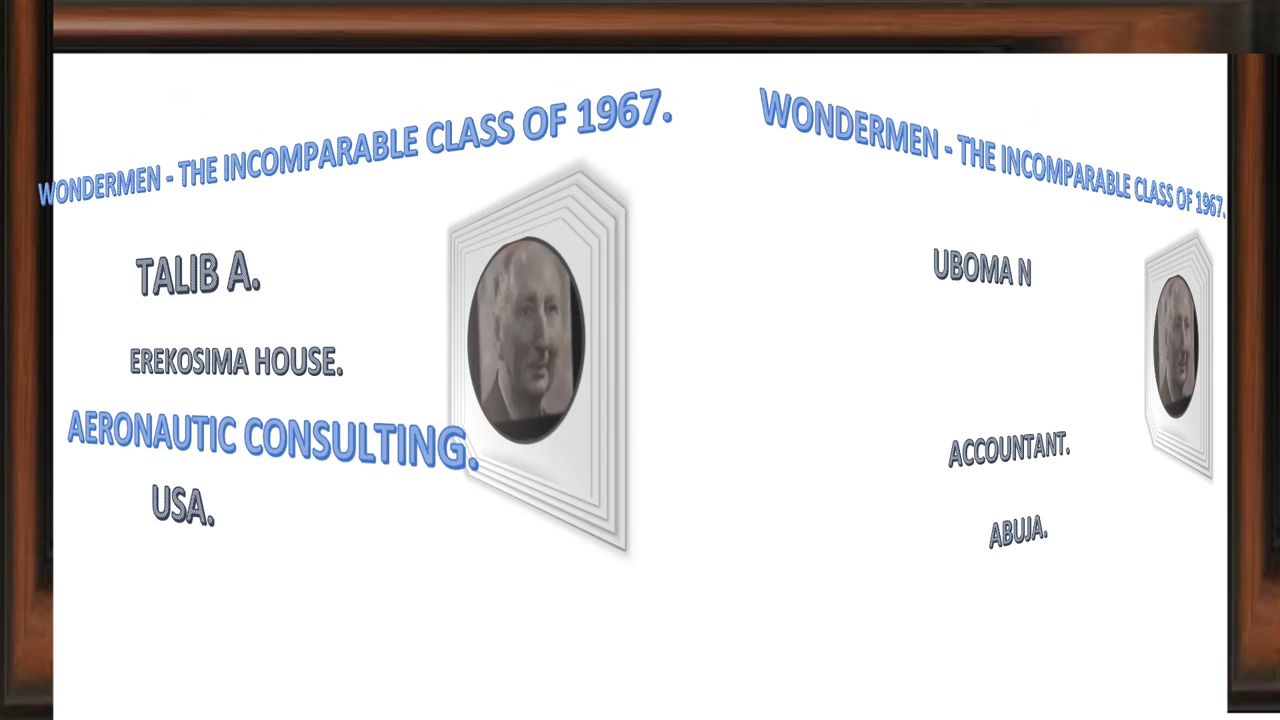 WONDERMEN - THE INCOMPARABLE CLASS OF 1967.
TALIB A.
EREKOSIMA HOUSE.
AERONAUTIC CONSULTING.
USA.
WONDERMEN - THE INCOMPARABLE CLASS OF 1967.
UBOMA N
ACCOUNTANT.
ABUJA.